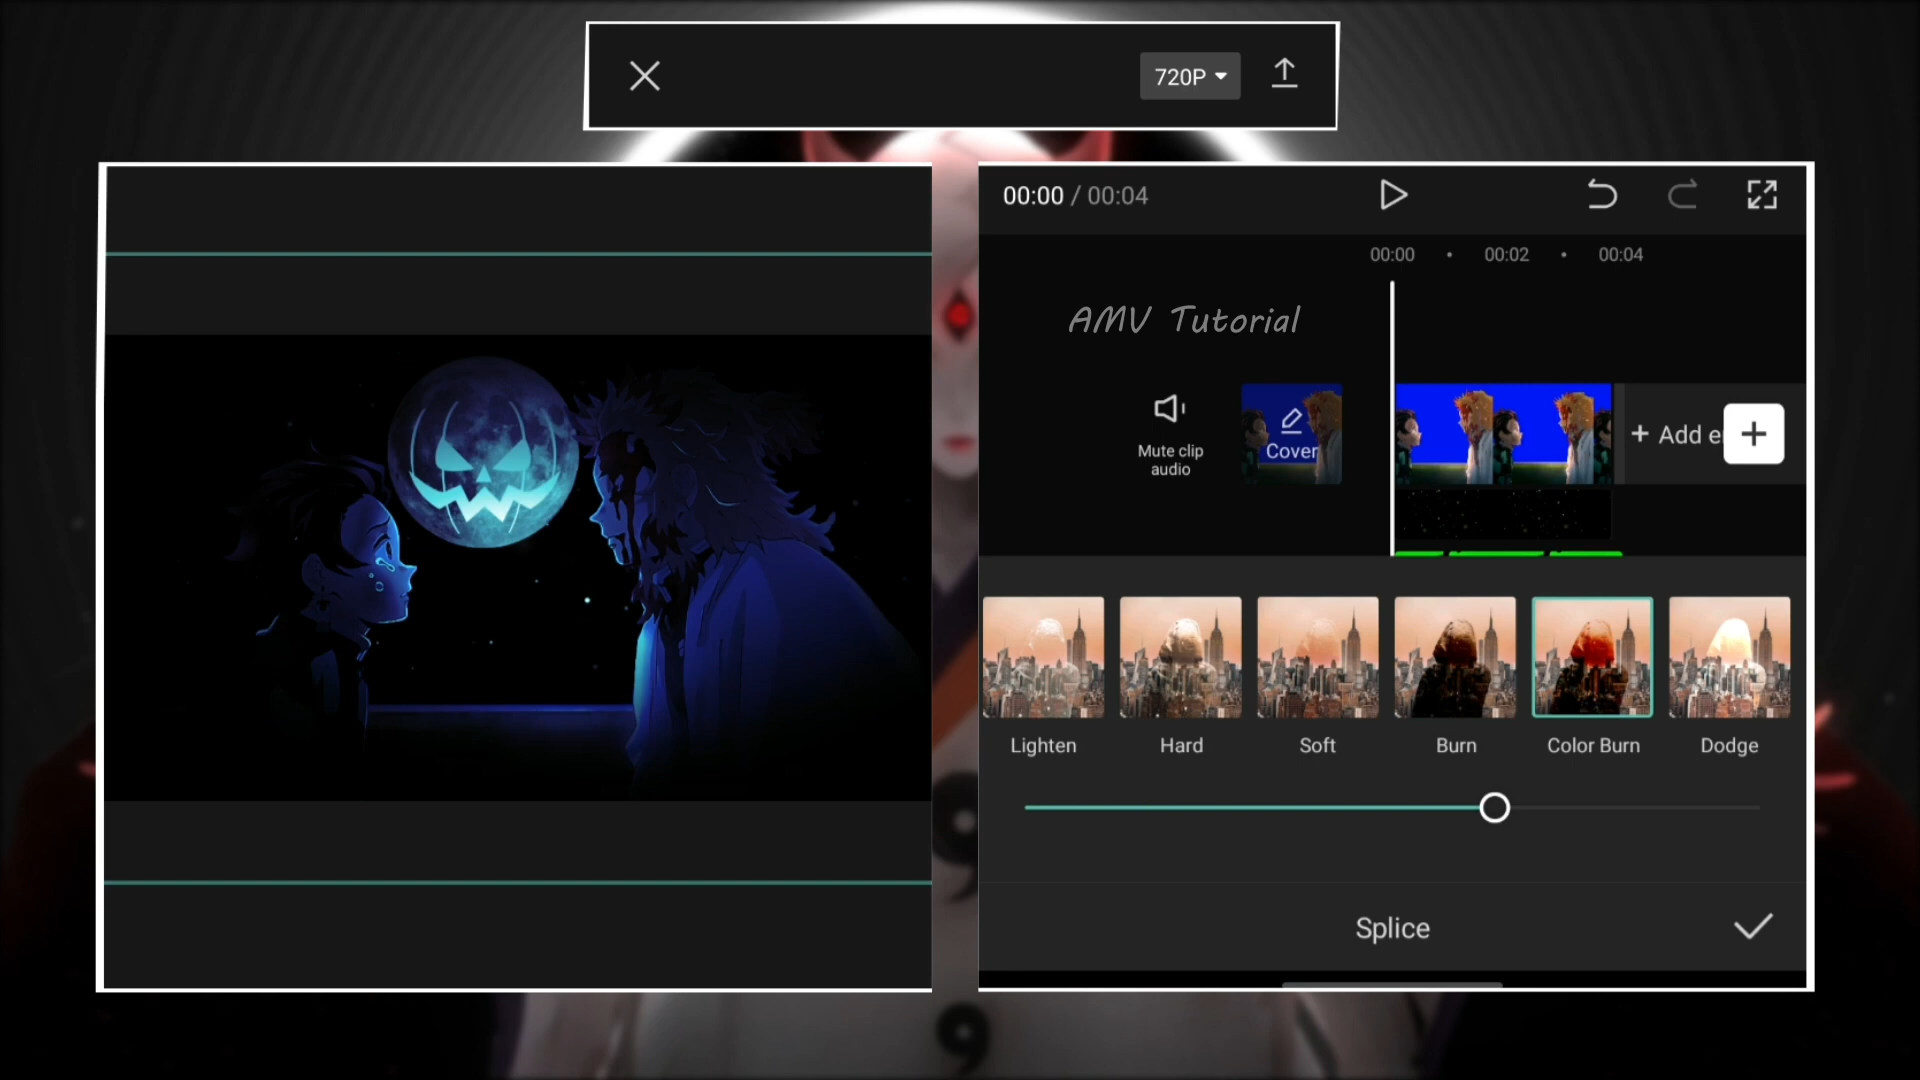 720P
00:00 / 00:04
00:00 00:02 00:04
AMV Tutorial
Mute clip
audio
Cover
+ Add e
Lighten Hard Soft Burn Color Burn Dodge
Splice